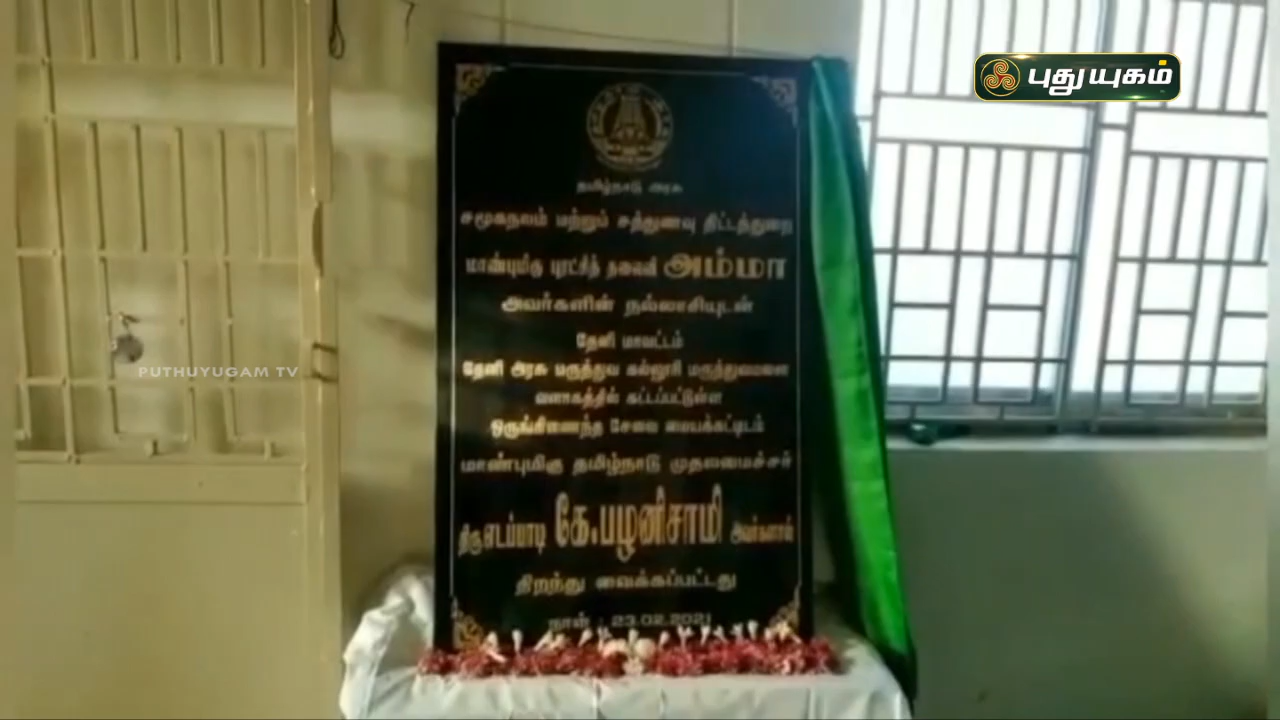 புதுயுகம்
தமிழ்நாடு அரசு
சமூகநலம் மற்றும் சத்துணவு திட்டத்துறை
மாண்புமிகு புரட்சித் தலைவி அம்மா
அவர்களின் நல்லாசியுடன்
தேனி மாவட்டம்
தேனி அரசு மருத்துவ கல்லூரி மருத்துவமனை
வளாகத்தில் கட்டப்பட்டுள்ள
ஒருங்கிணைந்த சேவை மையக்கட்டிடம்
மாண்புமிகு தமிழ்நாடு முதலமைச்சர்
திரு.எடப்பாடி கே.பழனிசாமி அவர்களால்
திறந்து வைக்கப்பட்டது
நாள் : 23.02.2021
PUTHUYUGAM TV